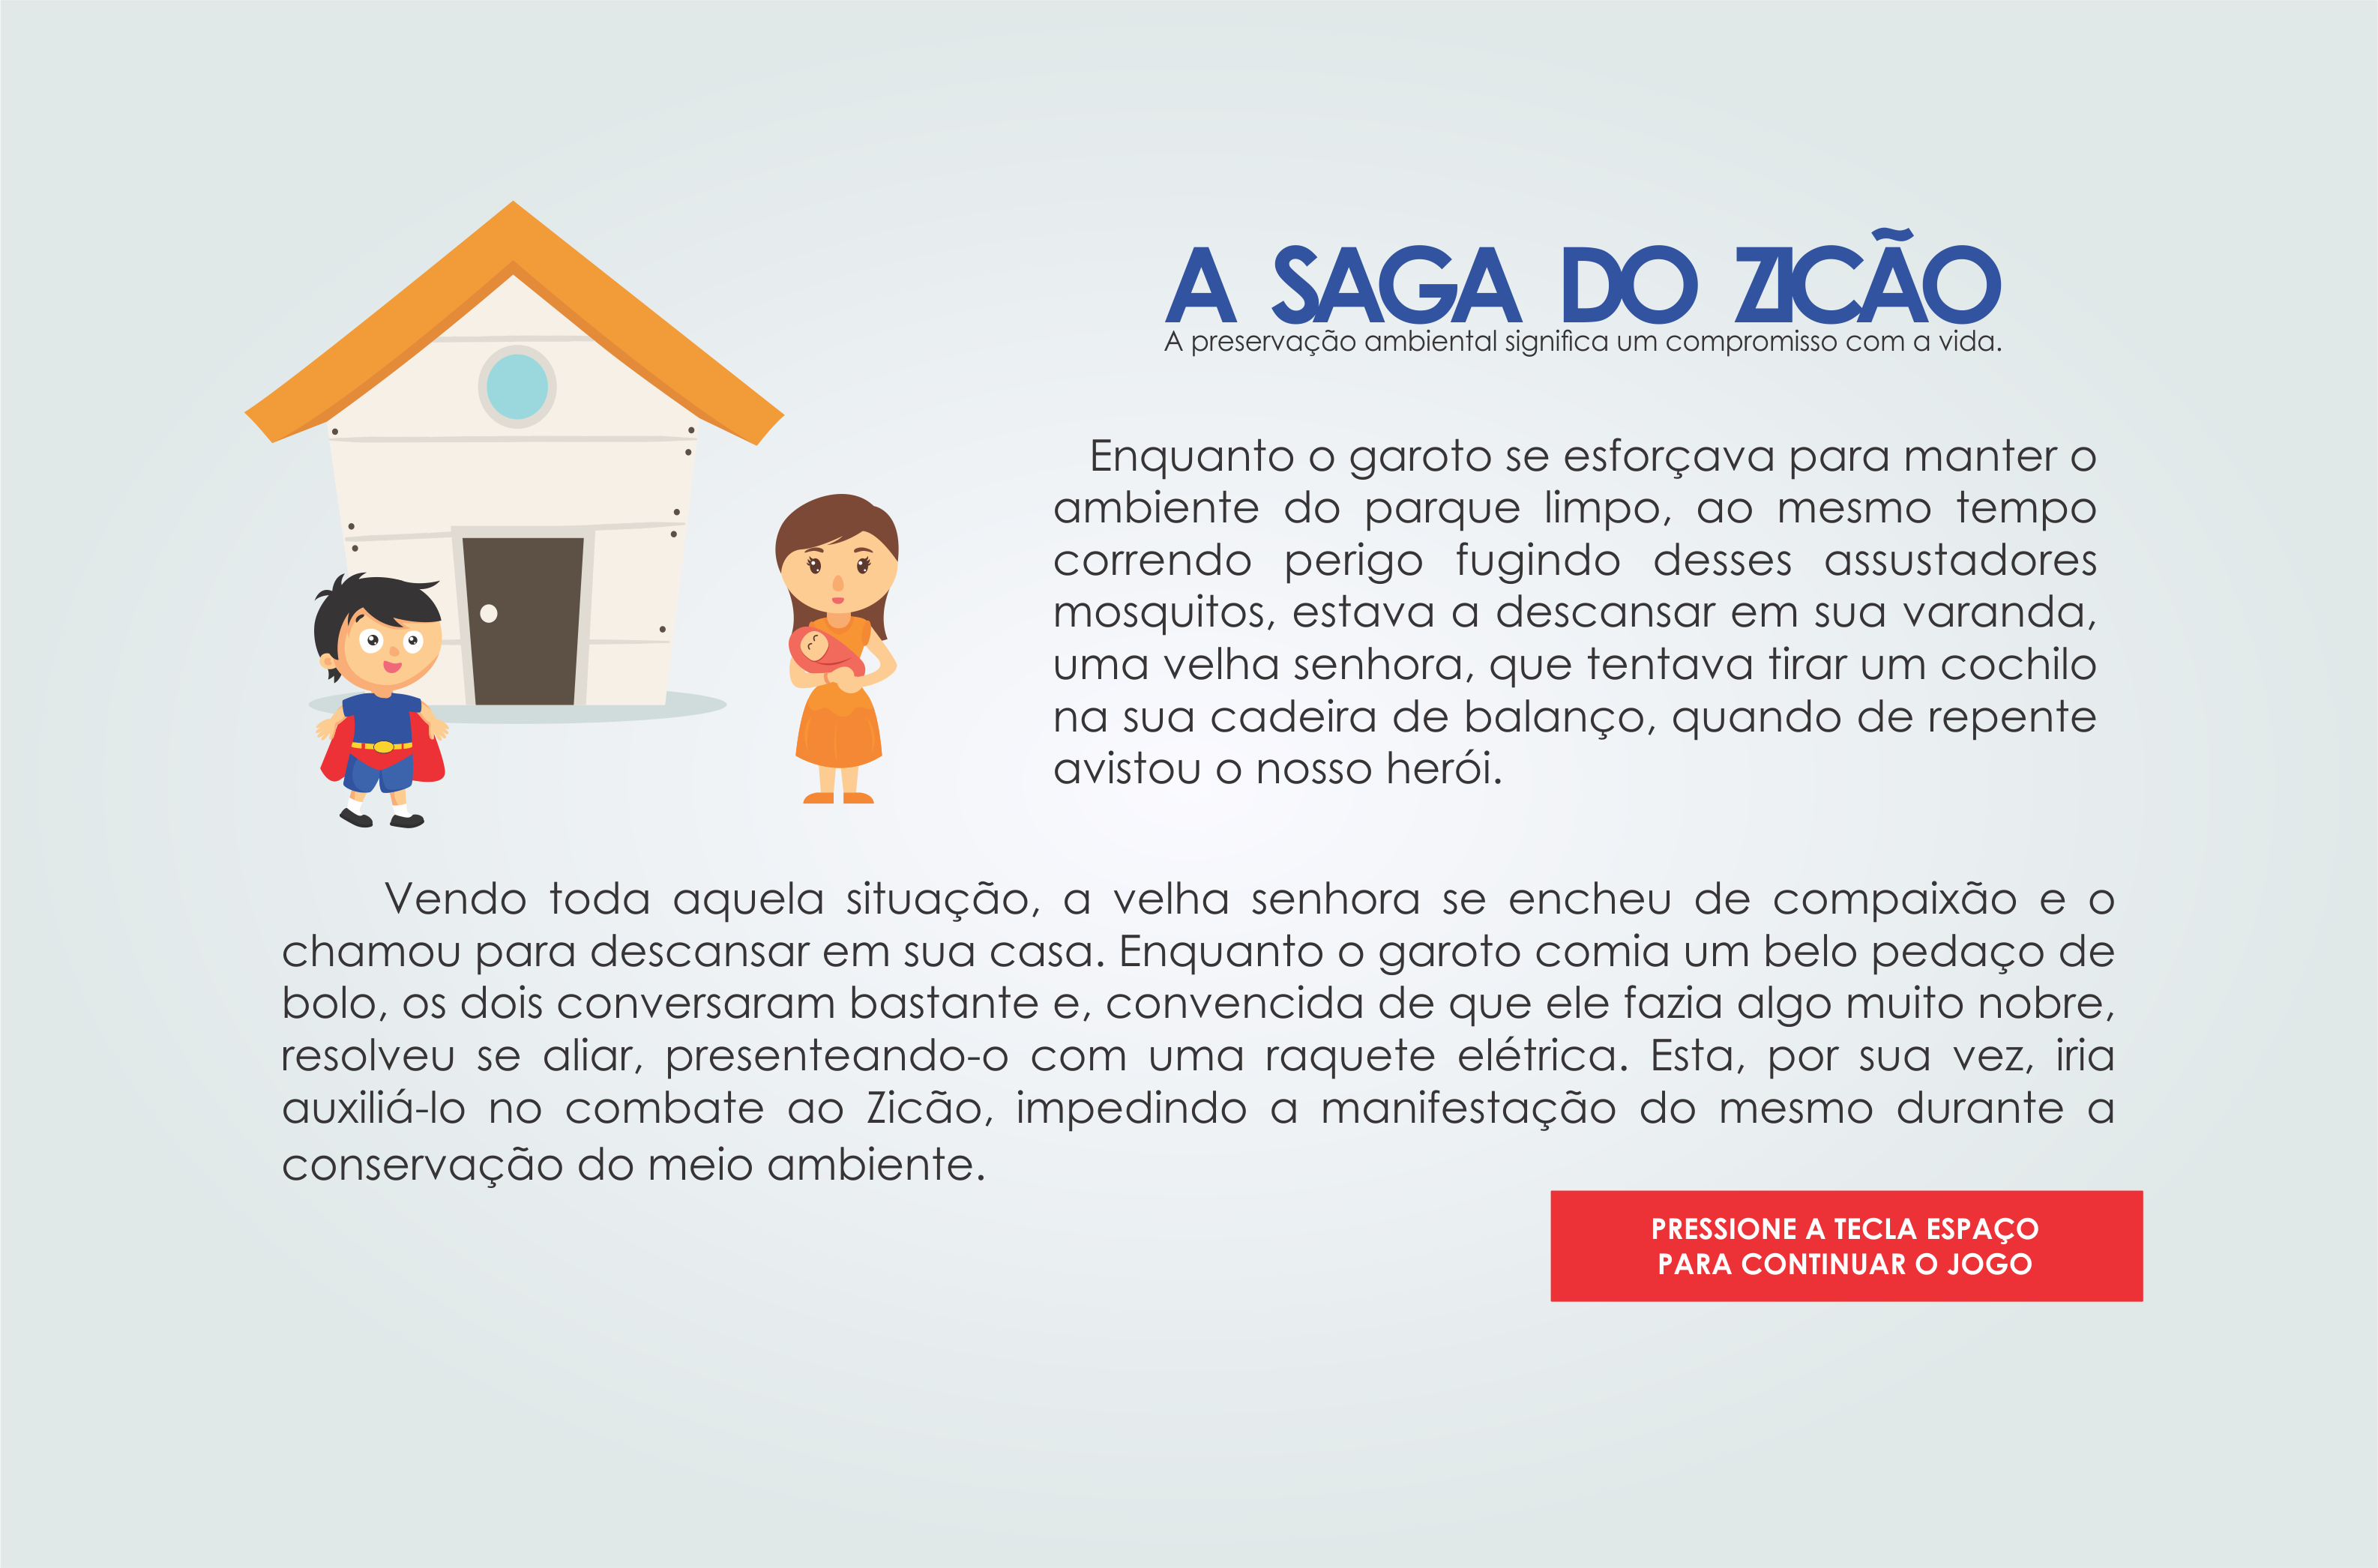 A SAGA DO ZICÃO
A preservação ambiental significa um compromisso com a vida.
Enquanto o garoto se esforçava para manter o
ambiente do parque limpo, ao mesmo tempo
correndo perigo fugindo desses assustadores
mosquitos, estava a descansar em sua varanda,
uma velha senhora, que tentava tirar um cochilo
na sua cadeira de balanço, quando de repente
avistou o nosso herói.
Vendo toda aquela situação, a velha senhora se encheu de compaixão e o
chamou para descansar em sua casa. Enquanto o garoto comia um belo pedaço de
bolo, os dois conversaram bastante e, convencida de que ele fazia algo muito nobre,
resolveu se aliar, presenteando-o com uma raquete elétrica. Esta, por sua vez, iria
auxiliá-lo no combate ao Zicão, impedindo a manifestação do mesmo durante a
conservação do meio ambiente.
PRESSIONE A TECLA ESPAÇO
PARA CONTINUAR O JOGO